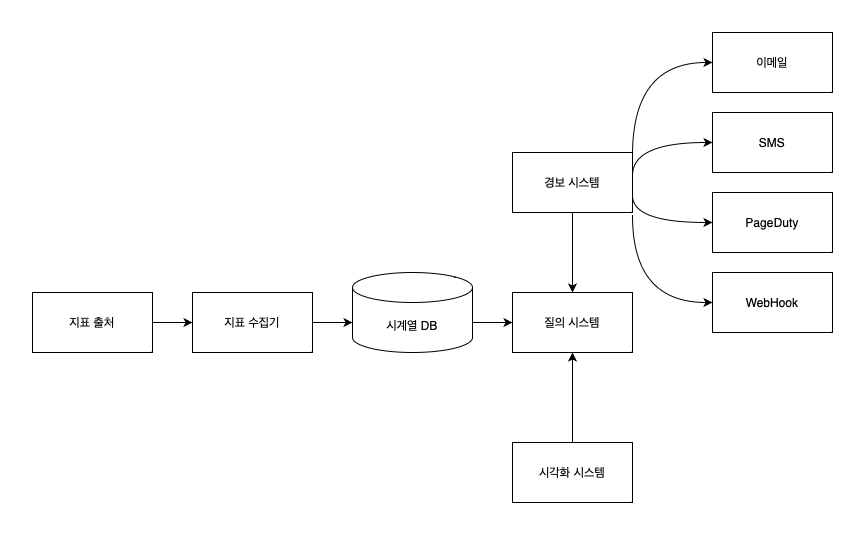 이메일
SMS
경보 시스템
PageDuty
WebHook
지표 출처
지표 수집기
시계열 DB
질의 시스템
시각화 시스템